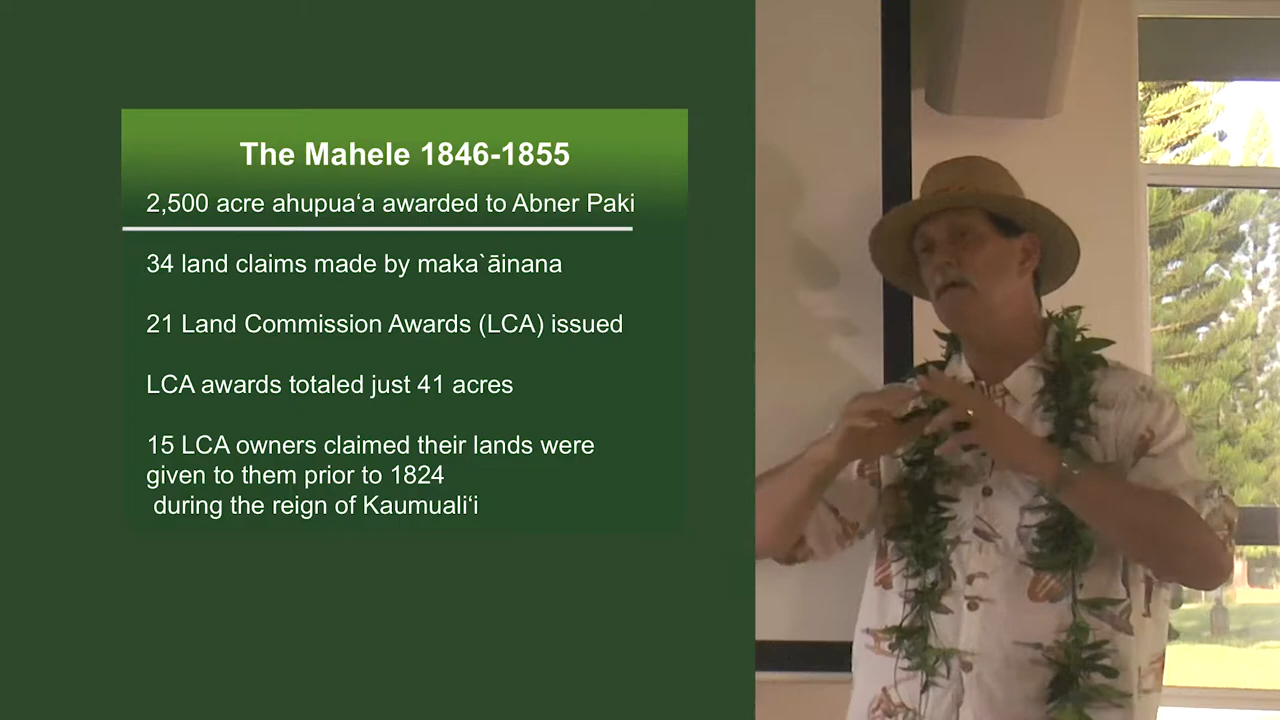 The Mahele 1846-1855
2,500 acre ahupua‘a awarded to Abner Paki
34 land claims made by maka`āinana
21 Land Commission Awards (LCA) issued
LCA awards totaled just 41 acres
15 LCA owners claimed their lands were
given to them prior to 1824
during the reign of Kaumuali‘i